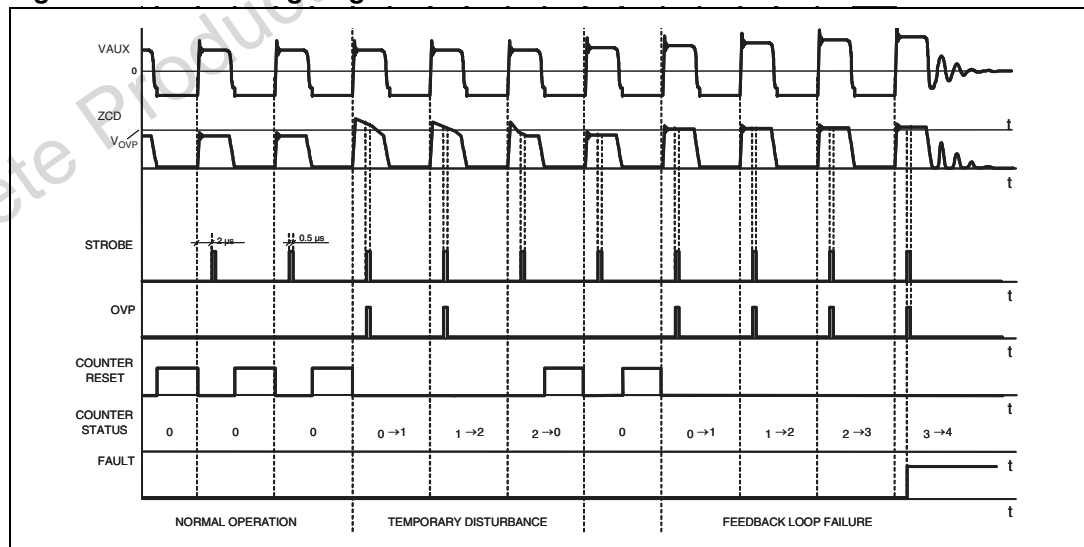 VAUX
0
ZCD
VOVP
t
t
STROBE
2 µs
0.5 µs
t
OVP
t
COUNTER
RESET
t
COUNTER
STATUS
0 0 0 0→1 1→2 2→0 0 0→1 1→2 2→3 3→4
FAULT
t
t
NORMAL OPERATION TEMPORARY DISTURBANCE FEEDBACK LOOP FAILURE